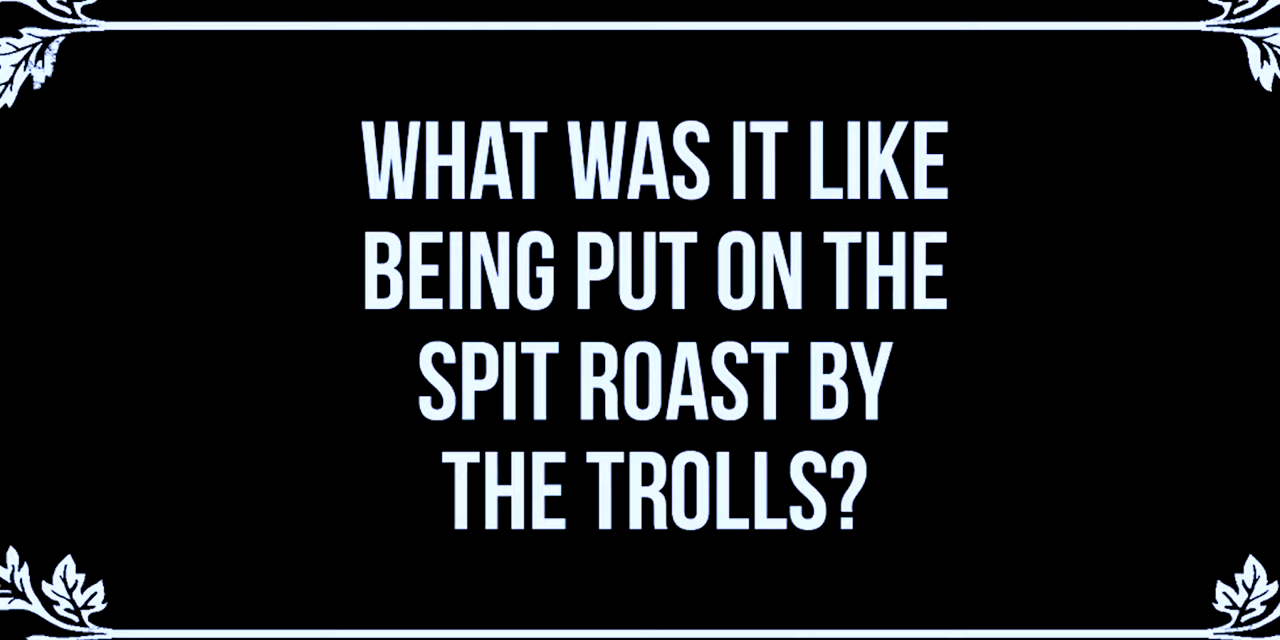 WHAT WAS IT LIKE
BEING PUT ON THE
SPIT ROAST BY
THE TROLLS?